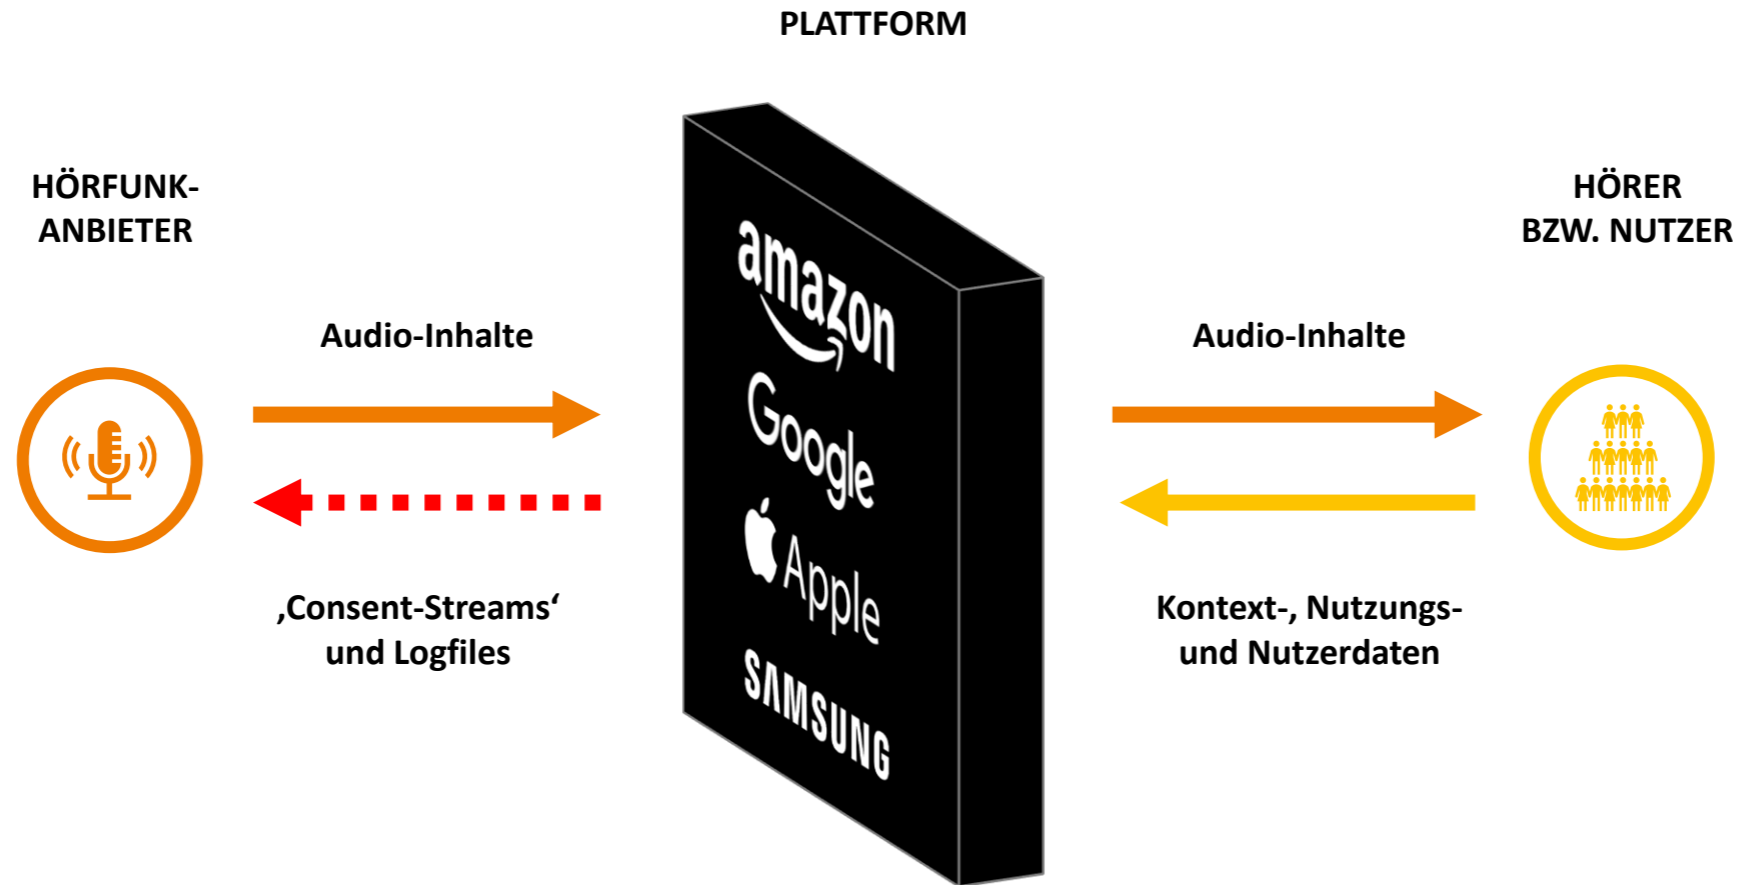 PLATTFORM
HÖRFUNK-
ANBIETER
HÖRER
BZW. NUTZER
Audio-Inhalte
Audio-Inhalte
amazon
Google
Apple
SAMSUNG
‚Consent-Streams‘
und Logfiles
Kontext-, Nutzungs-
und Nutzerdaten